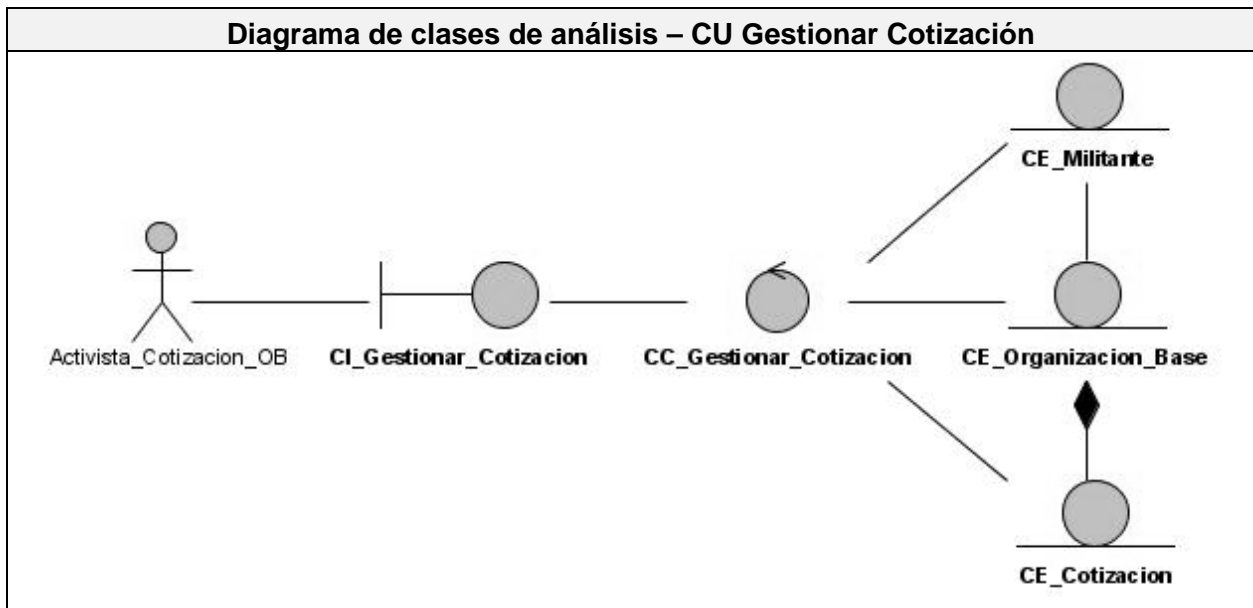 Diagrama de clases de análisis – CU Gestionar Cotización
CE_Militante
Activista_Cotizacion_OB
CI_Gestionar_Cotizacion
CC_Gestionar_Cotizacion
CE_Organizacion_Base
CE_Cotizacion